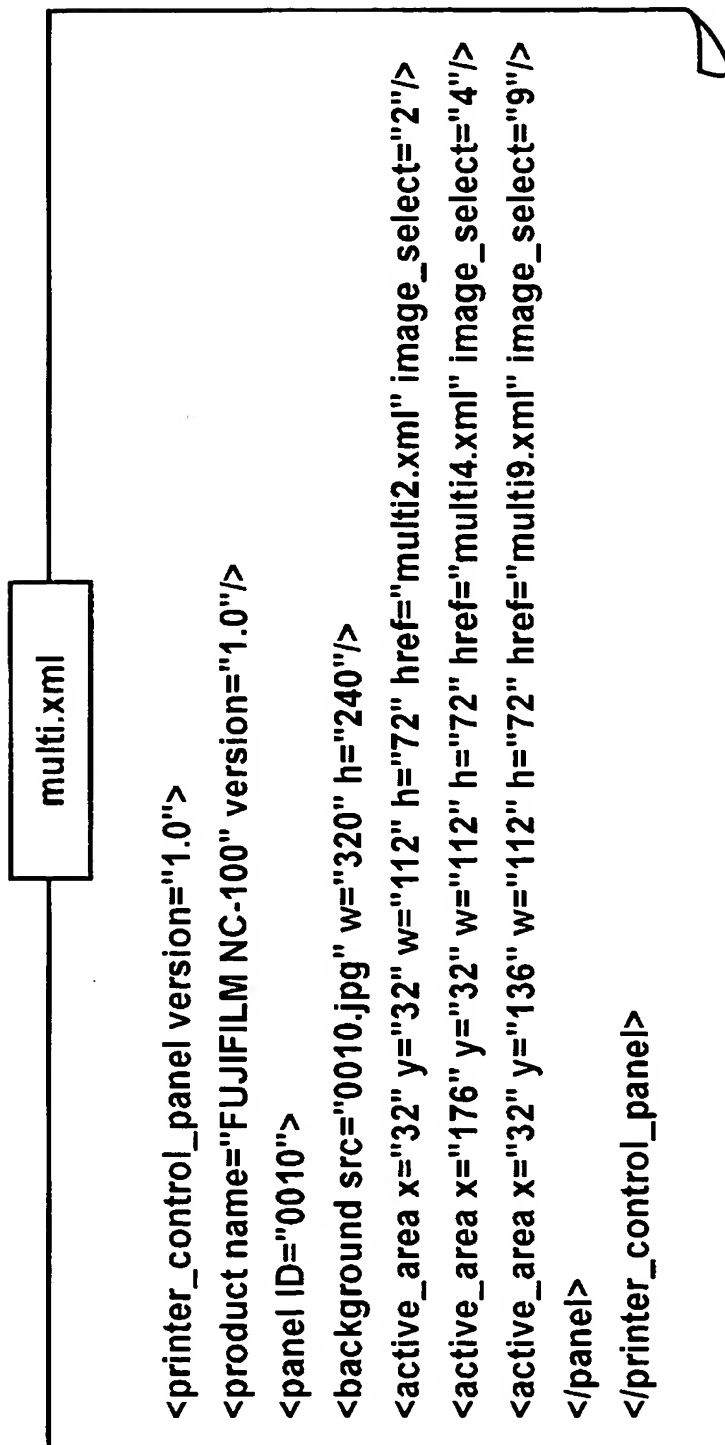 multi.xml
<printer_control_panel version="1.0">
<product name="FUJIFILM NC-100" version="1.0"/>
<panel ID="0010">
<background src="0010.jpg" w="320" h="240"/>
<active_area x="32" y="32" w="112" h="72" href="multi2.xml" image_select="2"/>
<active_area x="176" y="32" w="112" h="72" href="multi4.xml" image_select="4"/>
<active_area x="32" y="136" w="112" h="72" href="multi9.xml" image_select="9"/>
</panel>
</printer_control_panel>